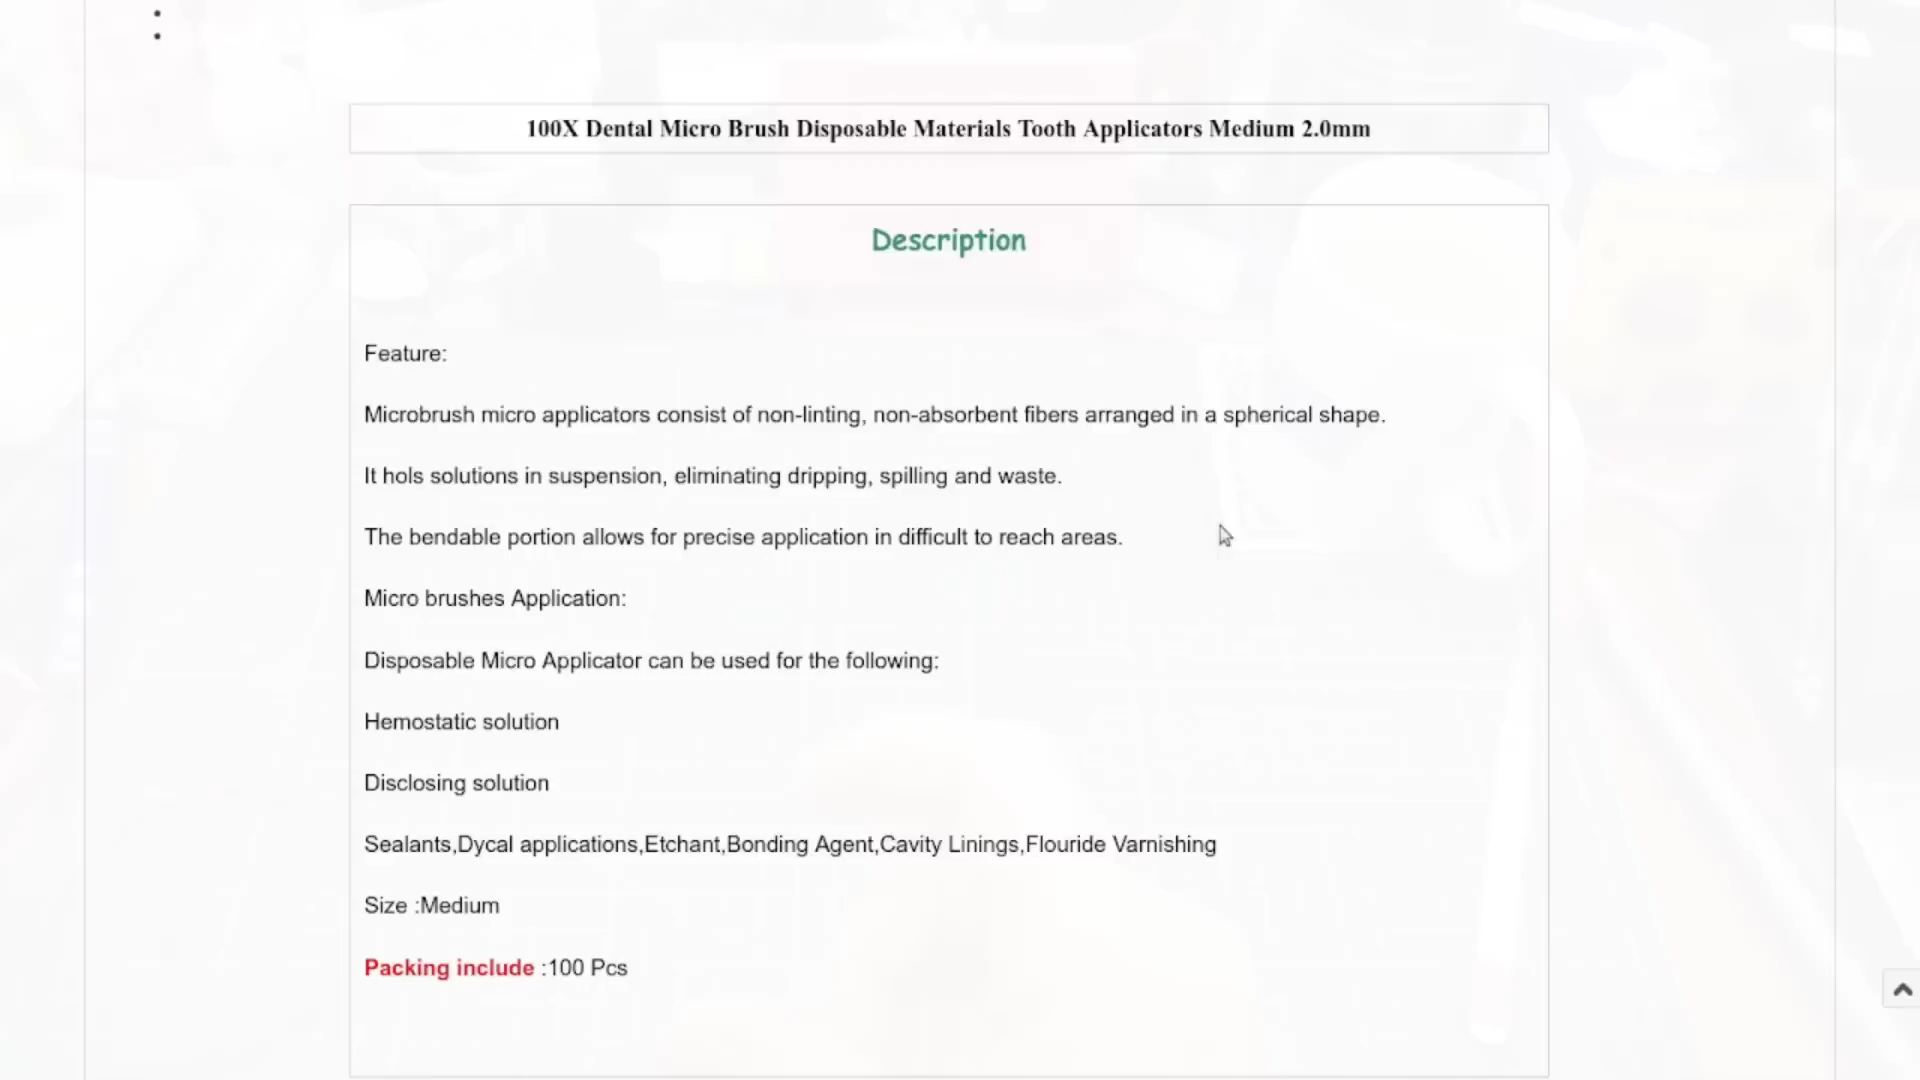 100X Dental Micro Brush Disposable Materials Tooth Applicators Medium 2.0mm
Description
Feature:
Microbrush micro applicators consist of non-linting, non-absorbent fibers arranged in a spherical shape.
It hols solutions in suspension, eliminating dripping, spilling and waste.
The bendable portion allows for precise application in difficult to reach areas.
Micro brushes Application:
Disposable Micro Applicator can be used for the following:
Hemostatic solution
Disclosing solution
Sealants,Dycal applications,Etchant,Bonding Agent,Cavity Linings,Flouride Varnishing
Size :Medium
Packing include :100 Pcs